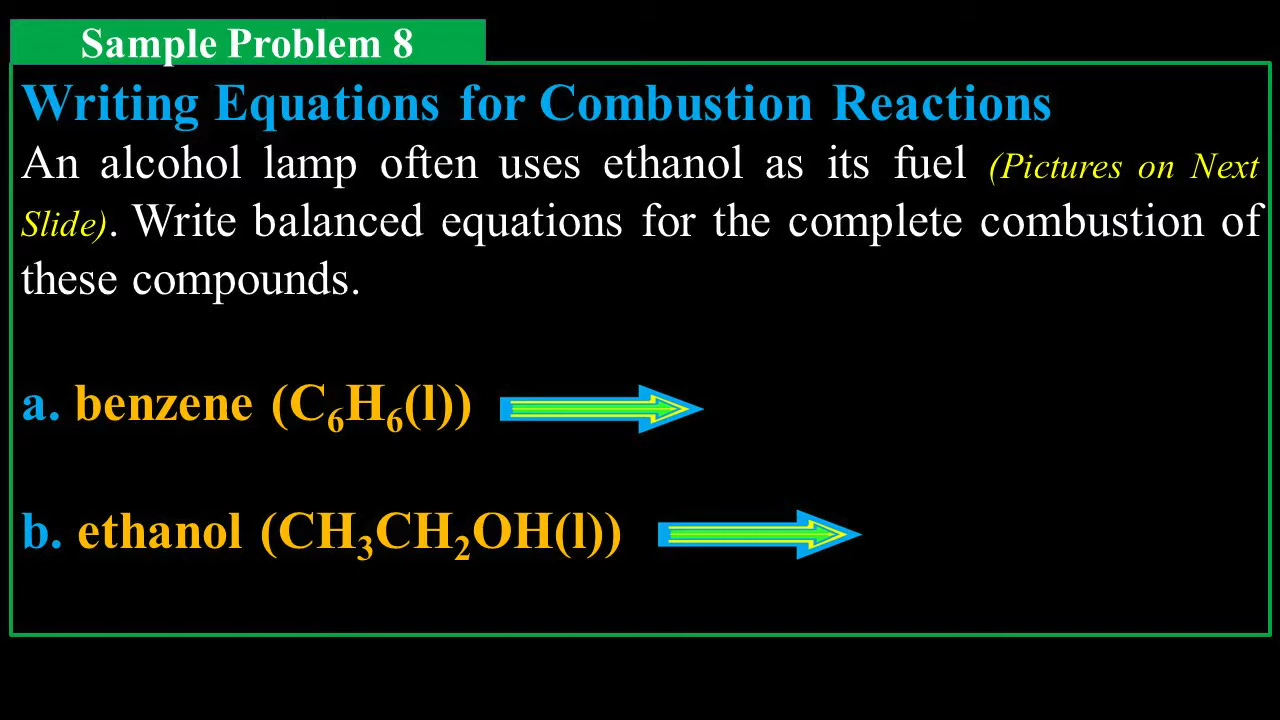 Sample Problem 8
Writing Equations for Combustion Reactions
An alcohol lamp often uses ethanol as its fuel (Pictures on Next
Slide). Write balanced equations for the complete combustion of
these compounds.
a. benzene (C₆H₆(l))
b. ethanol (CH₃CH₂OH(l))